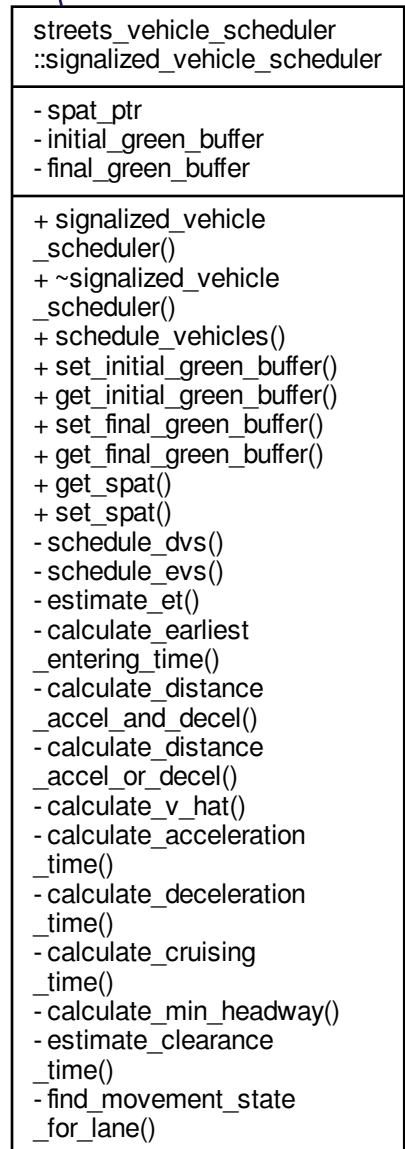 streets_vehicle_scheduler
::signalized_vehicle_scheduler
- spat_ptr
- initial_green_buffer
- final_green_buffer
+ signalized_vehicle
_scheduler()
+ ~signalized_vehicle
_scheduler()
+ schedule_vehicles()
+ set_initial_green_buffer()
+ get_initial_green_buffer()
+ set_final_green_buffer()
+ get_final_green_buffer()
+ get_spat()
+ set_spat()
- schedule_dvs()
- schedule_evs()
- estimate_et()
- calculate_earliest
_entering_time()
- calculate_distance
_accel_and_decel()
- calculate_distance
_accel_or_decel()
- calculate_v_hat()
- calculate_acceleration
_time()
- calculate_deceleration
_time()
- calculate_cruising
_time()
- calculate_min_headway()
- estimate_clearance
_time()
- find_movement_state
_for_lane()